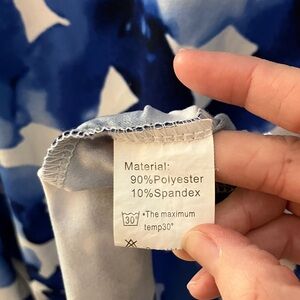 Material:
90%Polyester
10%Spandex
30°
•The maximum
temp30°